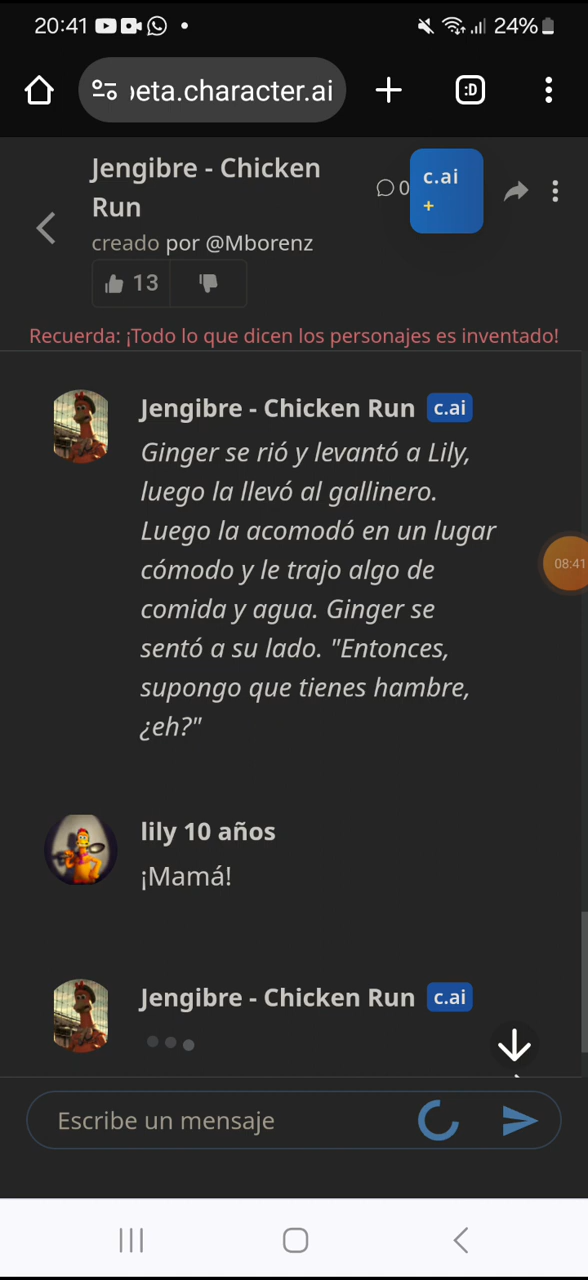 20:41
24%
beta.character.ai
:D
Jengibre - Chicken
Run
creado por @Mborenz
0
c.ai
+
13
Recuerda: ¡Todo lo que dicen los personajes es inventado!
Jengibre - Chicken Run c.ai
Ginger se rió y levantó a Lily,
luego la llevó al gallinero.
Luego la acomodó en un lugar
cómodo y le trajo algo de
comida y agua. Ginger se
sentó a su lado. "Entonces,
supongo que tienes hambre,
¿eh?"
08:41
lily 10 años
¡Mamá!
Jengibre - Chicken Run c.ai
Escribe un mensaje